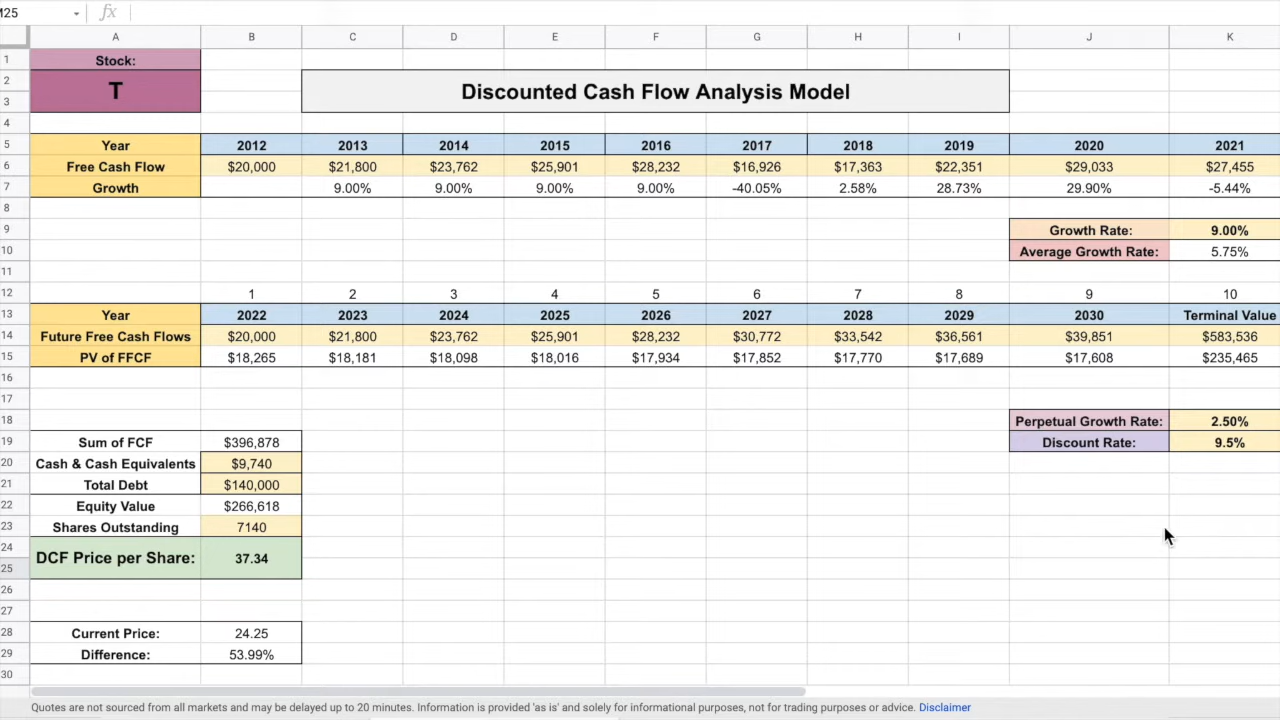 M25 fx
A B C D E F G H I J K
1 Stock:
2 T Discounted Cash Flow Analysis Model
3
4
5 Year 2012 2013 2014 2015 2016 2017 2018 2019 2020 2021
6 Free Cash Flow $20,000 $21,800 $23,762 $25,901 $28,232 $16,926 $17,363 $22,351 $29,033 $27,455
7 Growth 9.00% 9.00% 9.00% 9.00% -40.05% 2.58% 28.73% 29.90% -5.44%
8
9 Growth Rate: 9.00%
10 Average Growth Rate: 5.75%
11
12 1 2 3 4 5 6 7 8 9 10
13 Year 2022 2023 2024 2025 2026 2027 2028 2029 2030 Terminal Value
14 Future Free Cash Flows $20,000 $21,800 $23,762 $25,901 $28,232 $30,772 $33,542 $36,561 $39,851 $583,536
15 PV of FFCF $18,265 $18,181 $18,098 $18,016 $17,934 $17,852 $17,770 $17,689 $17,608 $235,465
16
17
18 Perpetual Growth Rate: 2.50%
19 Sum of FCF $396,878 Discount Rate: 9.5%
20 Cash & Cash Equivalents $9,740
21 Total Debt $140,000
22 Equity Value $266,618
23 Shares Outstanding 7140
24 DCF Price per Share: 37.34
25
26
27
28 Current Price: 24.25
29 Difference: 53.99%
30
Quotes are not sourced from all markets and may be delayed up to 20 minutes. Information is provided 'as is' and solely for informational purposes, not for trading purposes or advice. Disclaimer